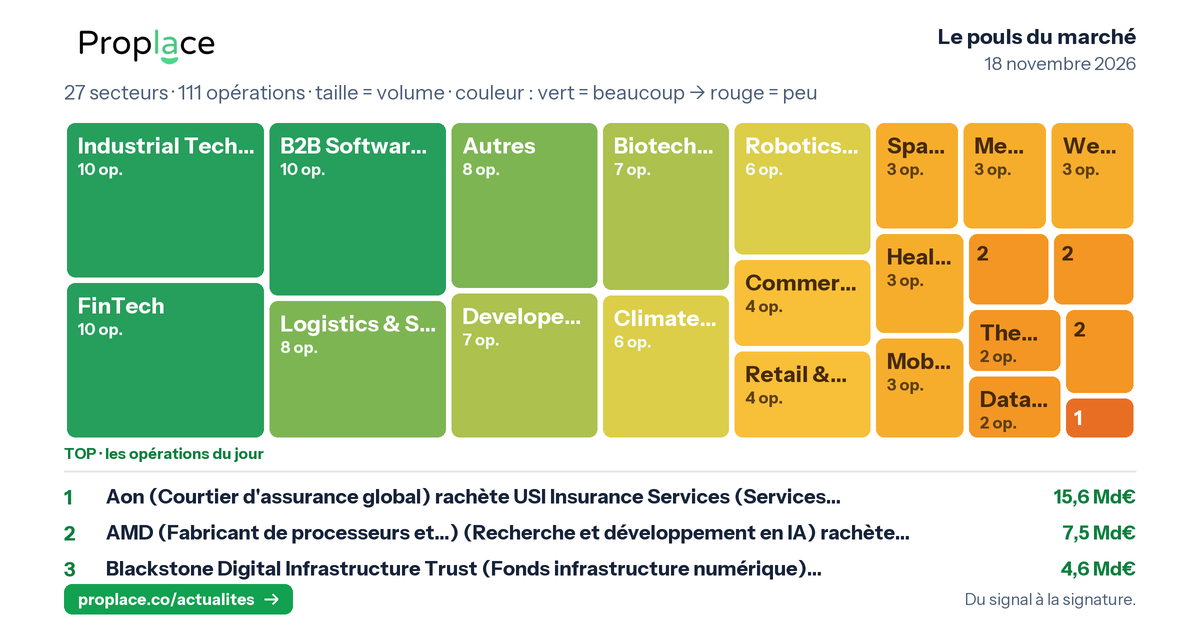 Proplace
Le pouls du marché
18 novembre 2026
27 secteurs · 111 opérations · taille = volume · couleur : vert = beaucoup → rouge = peu
Industrial Tech...
10 op.
FinTech
10 op.
B2B Softwar...
10 op.
Logistics & S...
8 op.
Autres
8 op.
Develope...
7 op.
Biotech...
7 op.
Climate...
6 op.
Robotics...
6 op.
Commer...
4 op.
Retail &...
4 op.
Spa...
3 op.
Me...
3 op.
We...
3 op.
Heal...
3 op.
Mob...
3 op.
2
2
The...
2 op.
Data...
2 op.
2
1
TOP · les opérations du jour
1 Aon (Courtier d'assurance global) rachète USI Insurance Services (Services... 15,6 Md€
2 AMD (Fabricant de processeurs et...) (Recherche et développement en IA) rachète... 7,5 Md€
3 Blackstone Digital Infrastructure Trust (Fonds infrastructure numérique)... 4,6 Md€
proplace.co/actualites →
Du signal à la signature.